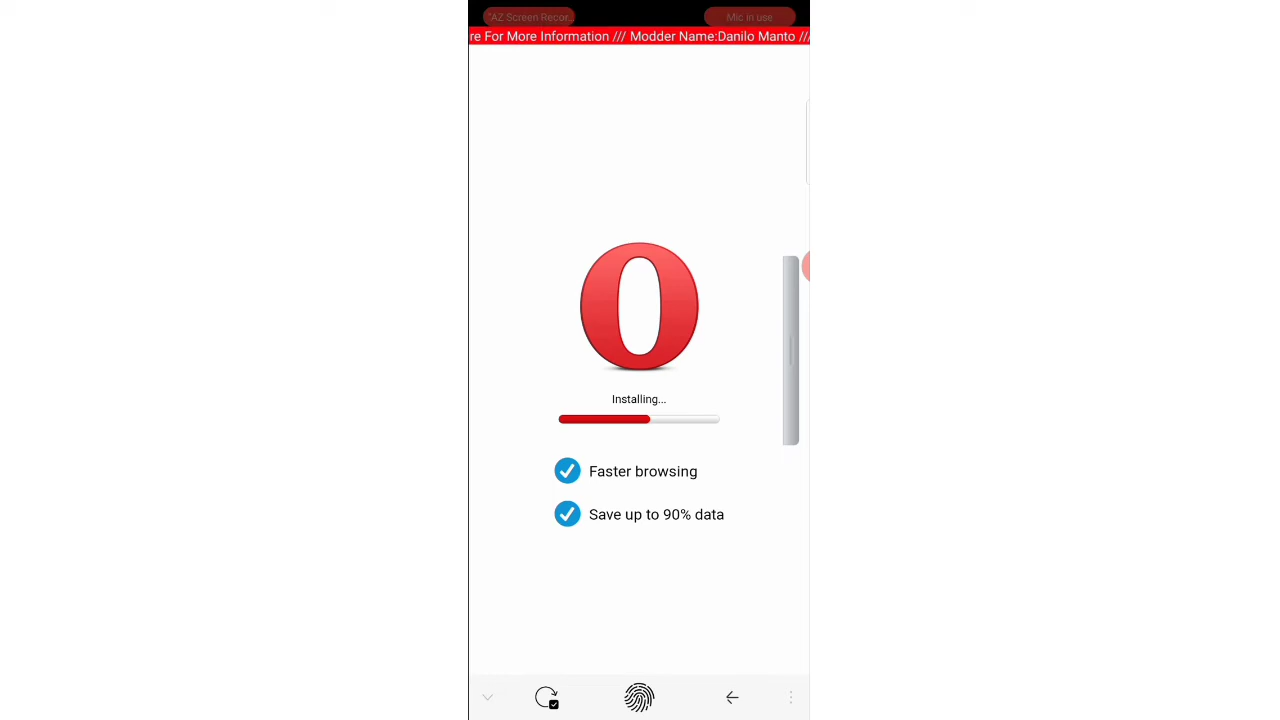 "AZ Screen Recor...
Mic in use
re For More Information /// Modder Name:Danilo Manto ///
Installing...
Faster browsing
Save up to 90% data